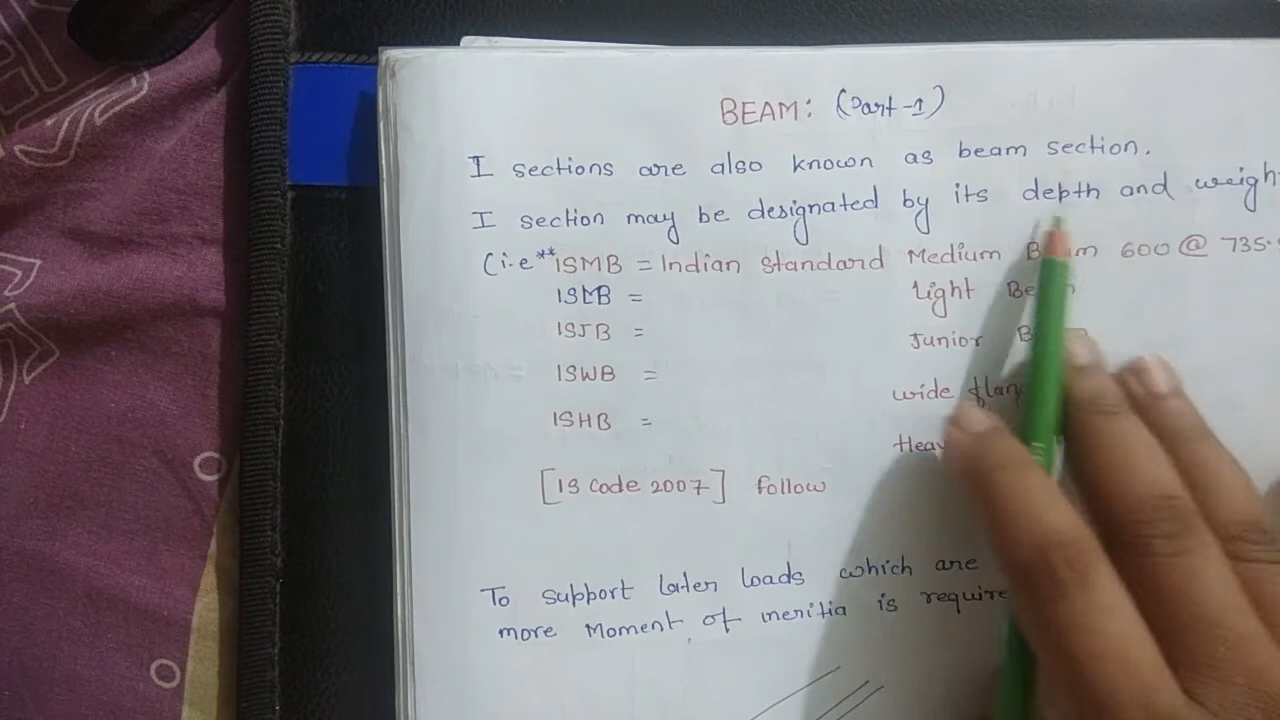 BEAM: (Part-1)
I sections are also known as beam section.
I section may be designated by its depth and
(i.e**ISMB = Indian Standard Medium 600 @
ISLB = Light
ISJB = Junior
ISWB = wide
ISHB =
[IS Code 2007] follow
To support later loads which are
more Moment of ineritia is